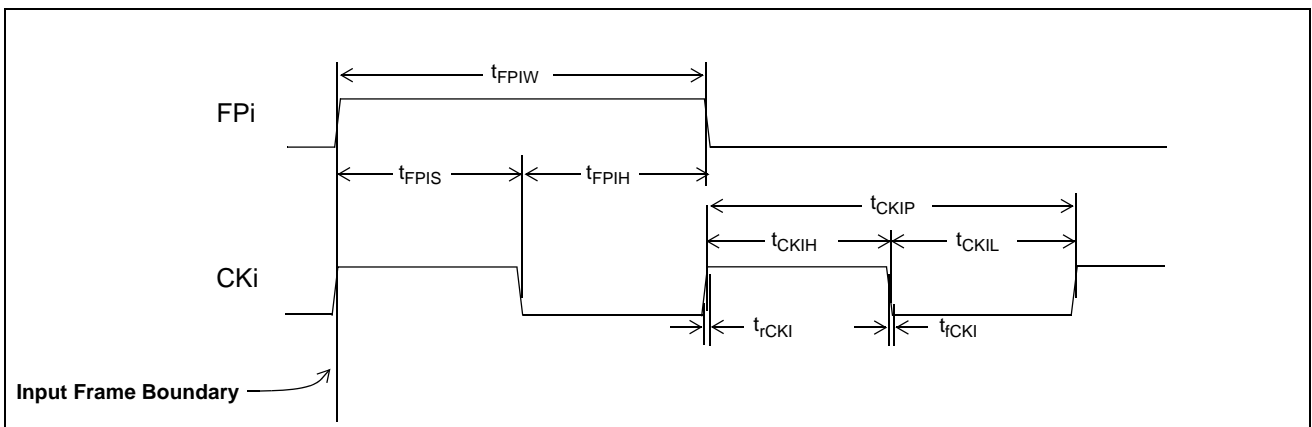 tFPIW
FPi
tFPIS
tFPIH
tCKIP
tCKIH
tCKIL
CKi
trCKI
tfCKI
Input Frame Boundary